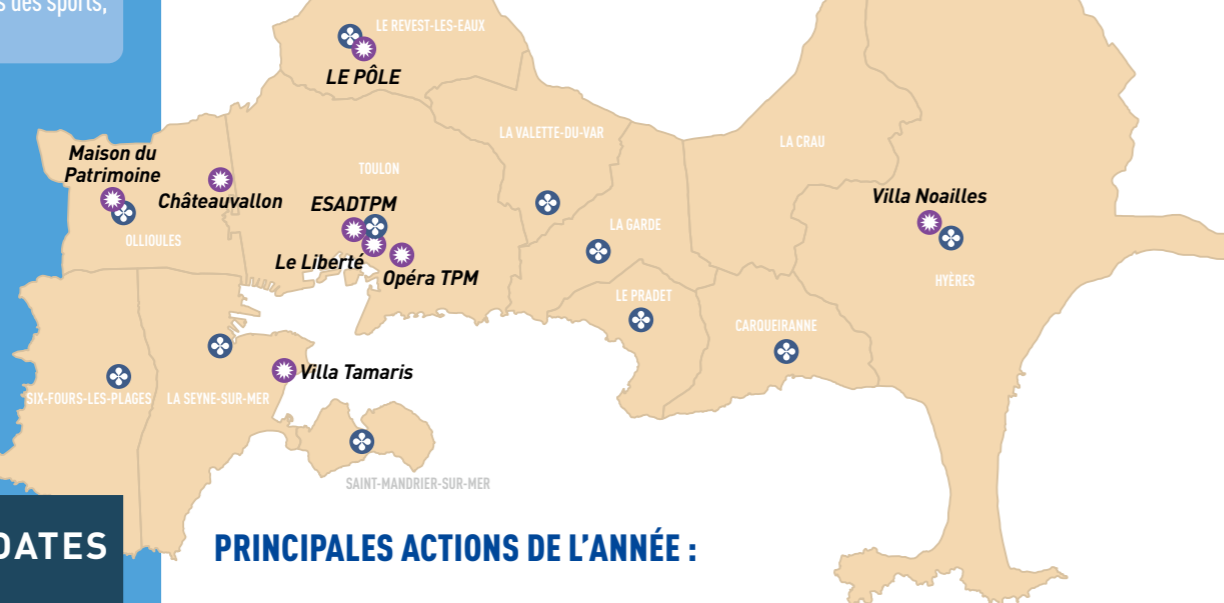 s des sports,
LE REVEST-LES-EAUX
LE PÔLE
LA VALETTE-DU-VAR
LA CRAU
Maison du
Patrimoine
TOULON
Châteauvallon
ESADTPM
Villa Noailles
LA GARDE
OLLIOULES
Le Liberté
Opéra TPM
HYÈRES
LE PRADET
CARQUEIRANNE
Villa Tamaris
SIX-FOURS-LES-PLAGES
LA SEYNE-SUR-MER
SAINT-MANDRIER-SUR-MER
DATES
PRINCIPALES ACTIONS DE L'ANNÉE :